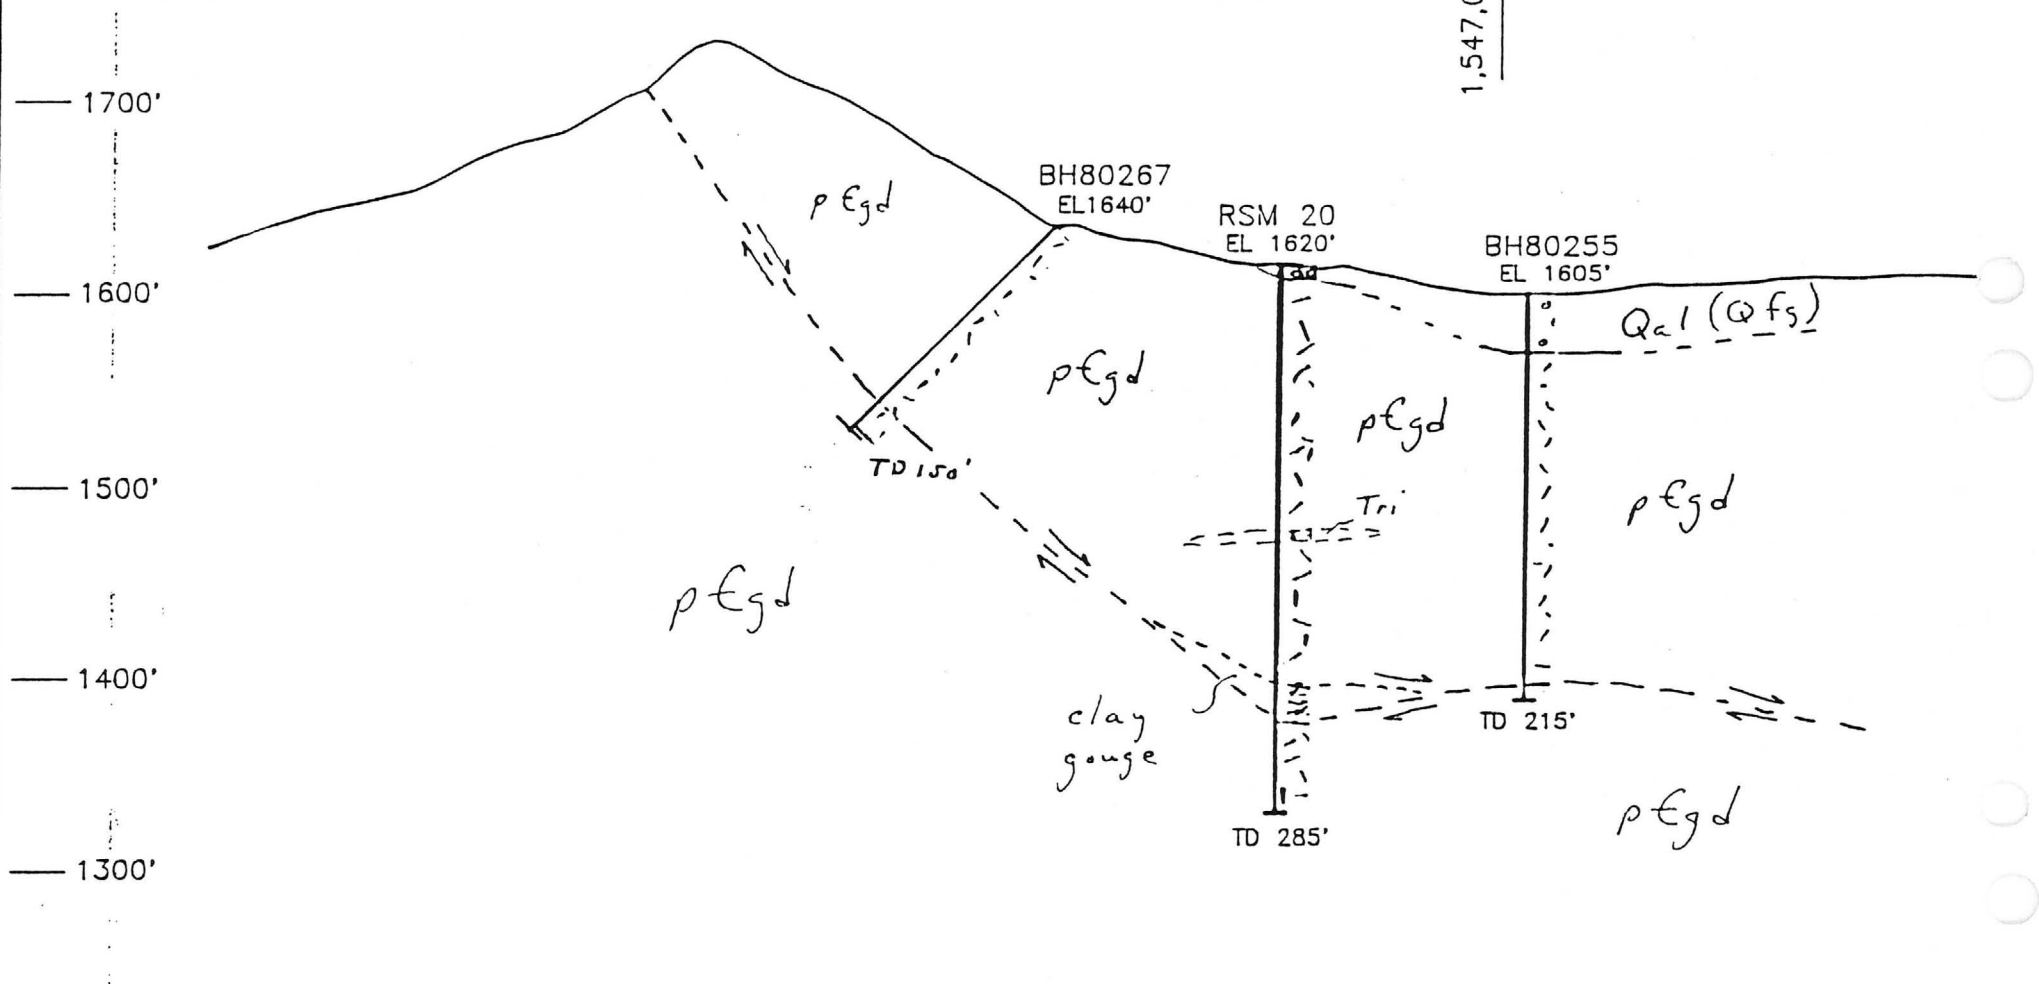 1,547,0
1700'
BH80267
EL1640'
p€gd
RSM 20
EL 1620'
BH80255
EL 1605'
1600'
Qal (Qfs)
p€gd
p€gd
TD 150'
1500'
Tri
p€gd
p€gd
1400'
clay
gouge
TD 215'
p€gd
TD 285'
1300'